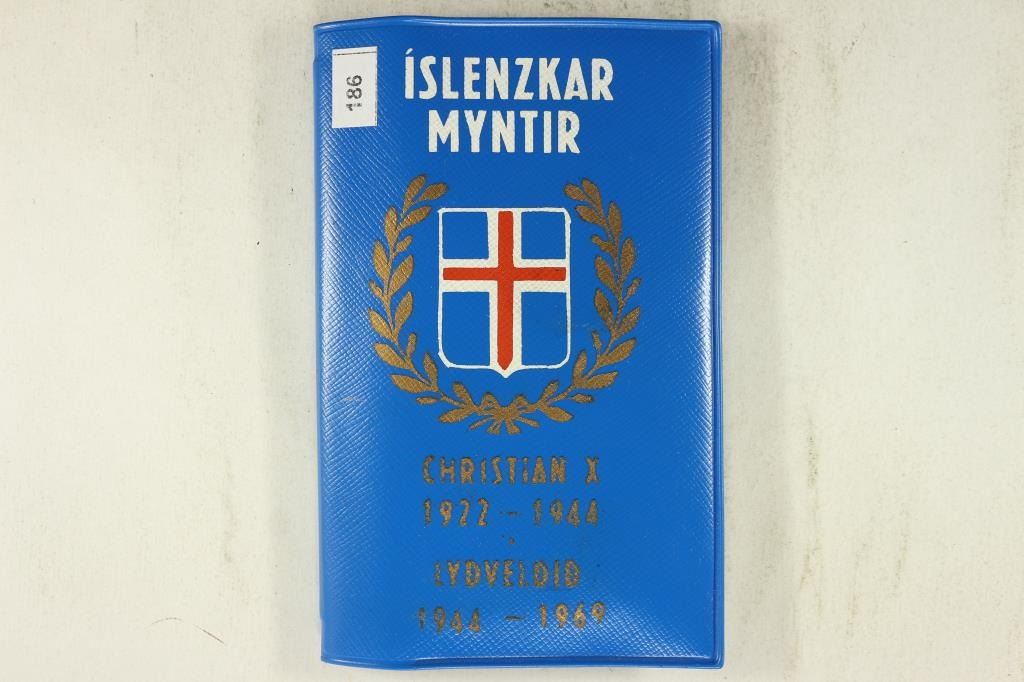 186
ÍSLENZKAR
MYNTIR
CHRISTIAN X
1922 - 1944
LYDVELDID
1944 - 1969